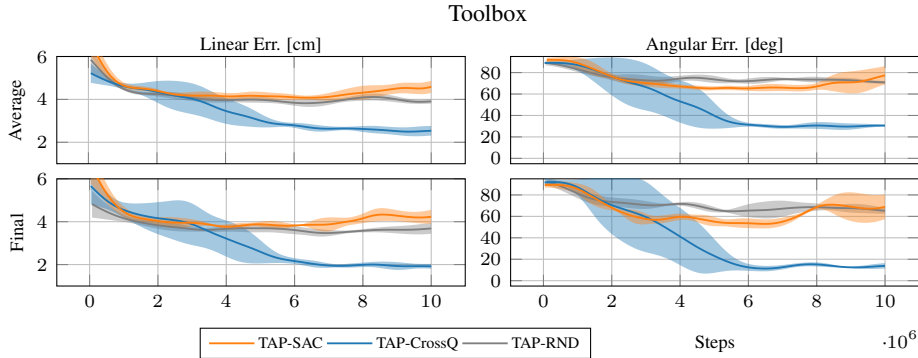 Toolbox
Linear Err. [cm]
Angular Err. [deg]
Average
6
4
2
80
60
40
20
0
Final
6
4
2
80
60
40
20
0
0 2 4 6 8 10
0 2 4 6 8 10
TAP-SAC TAP-CrossQ TAP-RND
Steps
·10⁶